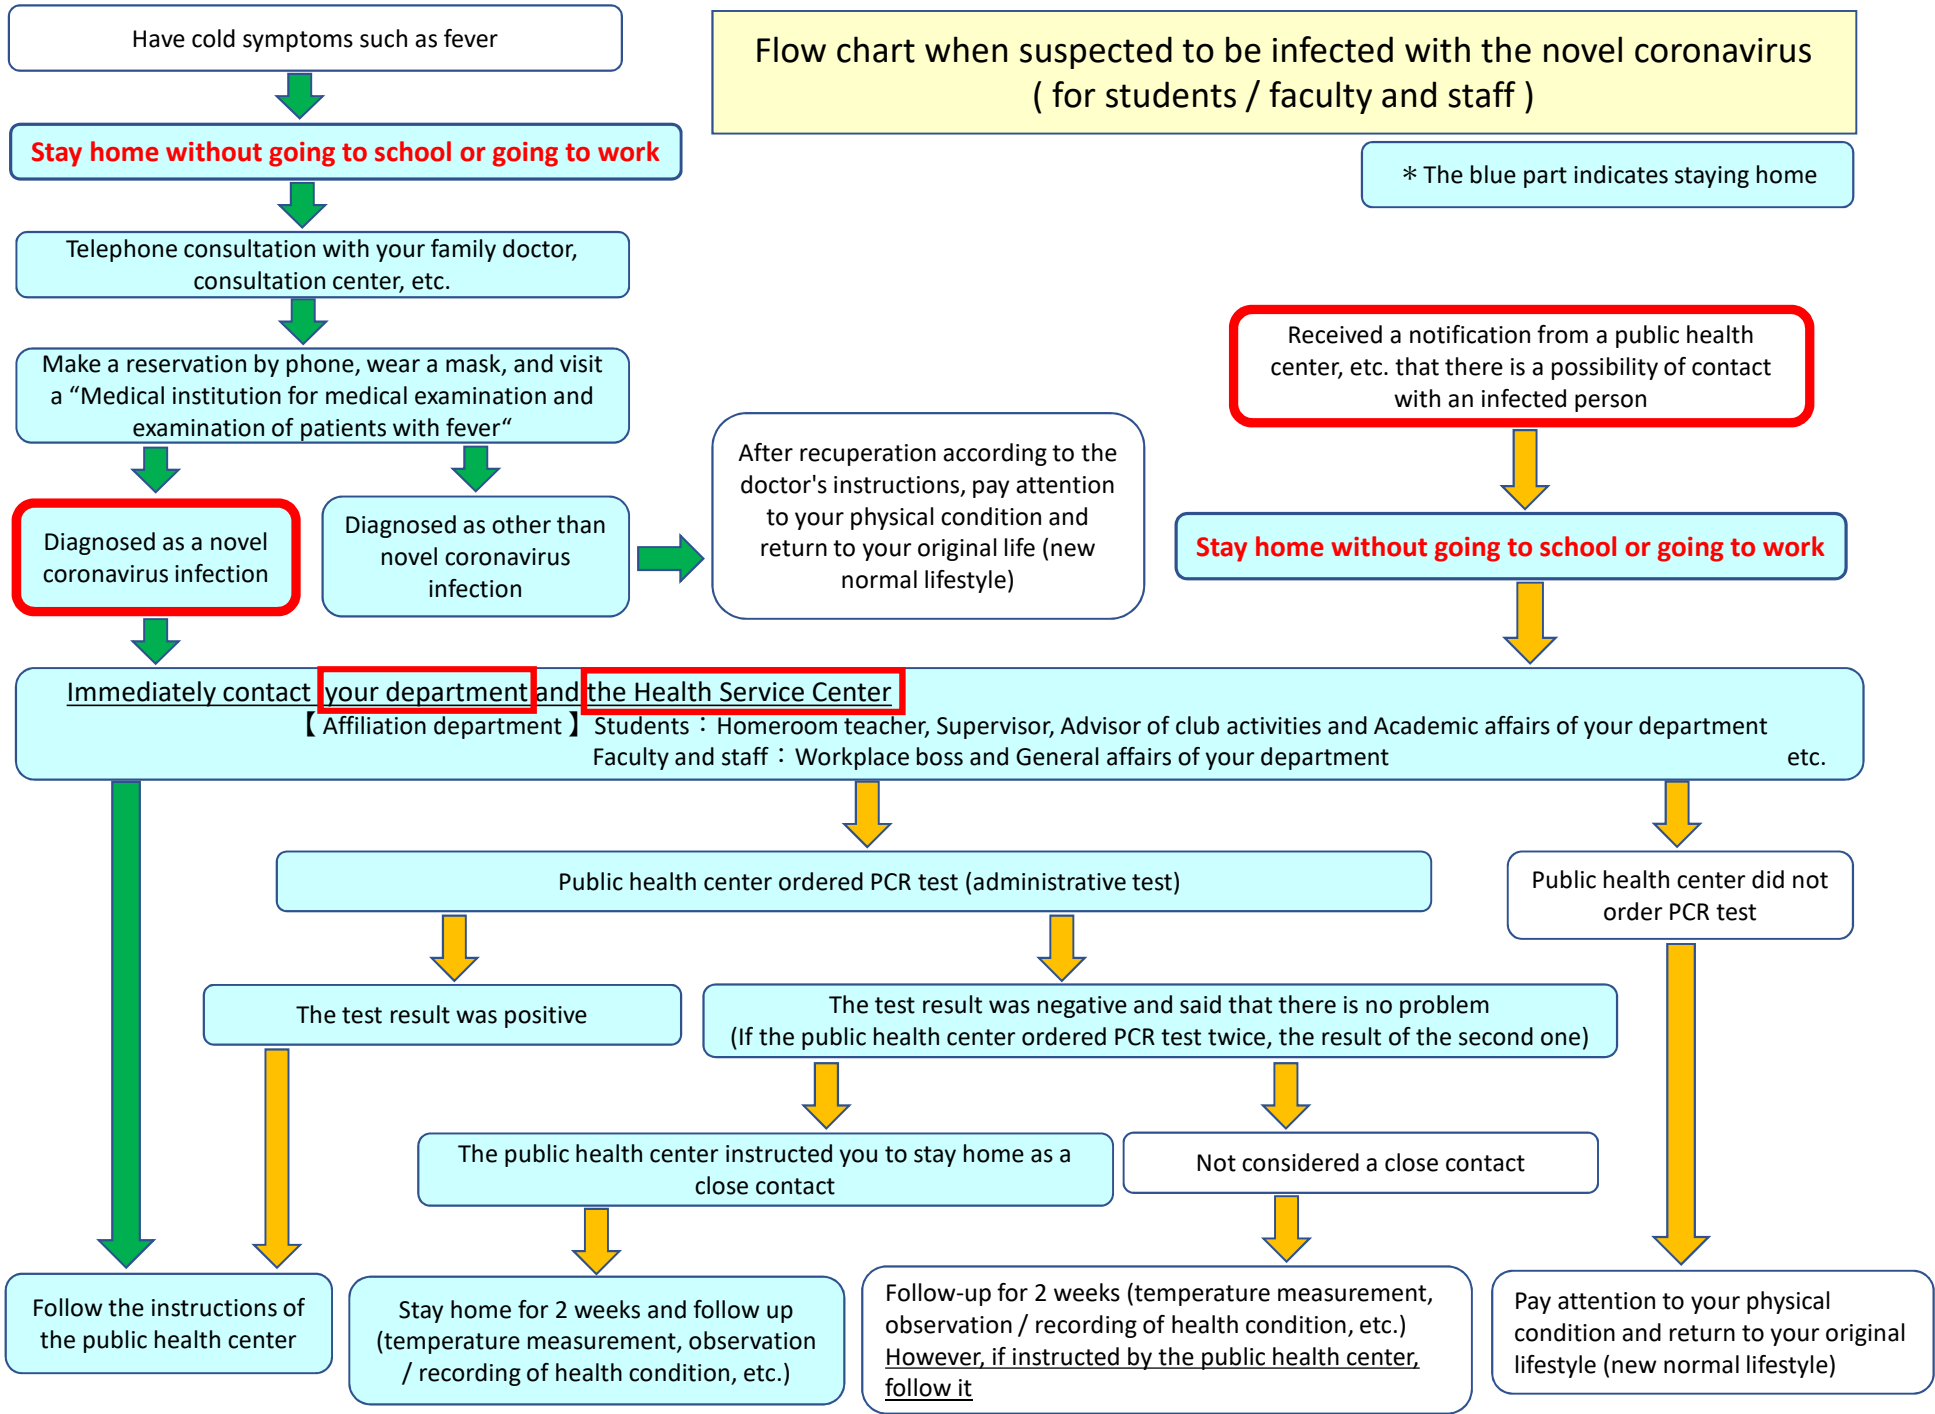 Have cold symptoms such as fever
Flow chart when suspected to be infected with the novel coronavirus
( for students / faculty and staff )
Stay home without going to school or going to work
＊The blue part indicates staying home
Telephone consultation with your family doctor,
consultation center, etc.
Make a reservation by phone, wear a mask, and visit
a “Medical institution for medical examination and
examination of patients with fever“
Received a notification from a public health
center, etc. that there is a possibility of contact
with an infected person
Diagnosed as a novel
coronavirus infection
Diagnosed as other than
novel coronavirus
infection
After recuperation according to the
doctor's instructions, pay attention
to your physical condition and
return to your original life (new
normal lifestyle)
Stay home without going to school or going to work
Immediately contact your department and the Health Service Center
【 Affiliation department 】 Students：Homeroom teacher, Supervisor, Advisor of club activities and Academic affairs of your department
Faculty and staff：Workplace boss and General affairs of your department etc.
Public health center ordered PCR test (administrative test)
Public health center did not
order PCR test
The test result was positive
The test result was negative and said that there is no problem
(If the public health center ordered PCR test twice, the result of the second one)
The public health center instructed you to stay home as a
close contact
Not considered a close contact
Follow the instructions of
the public health center
Stay home for 2 weeks and follow up
(temperature measurement, observation
/ recording of health condition, etc.)
Follow-up for 2 weeks (temperature measurement,
observation / recording of health condition, etc.)
However, if instructed by the public health center,
follow it
Pay attention to your physical
condition and return to your original
lifestyle (new normal lifestyle)